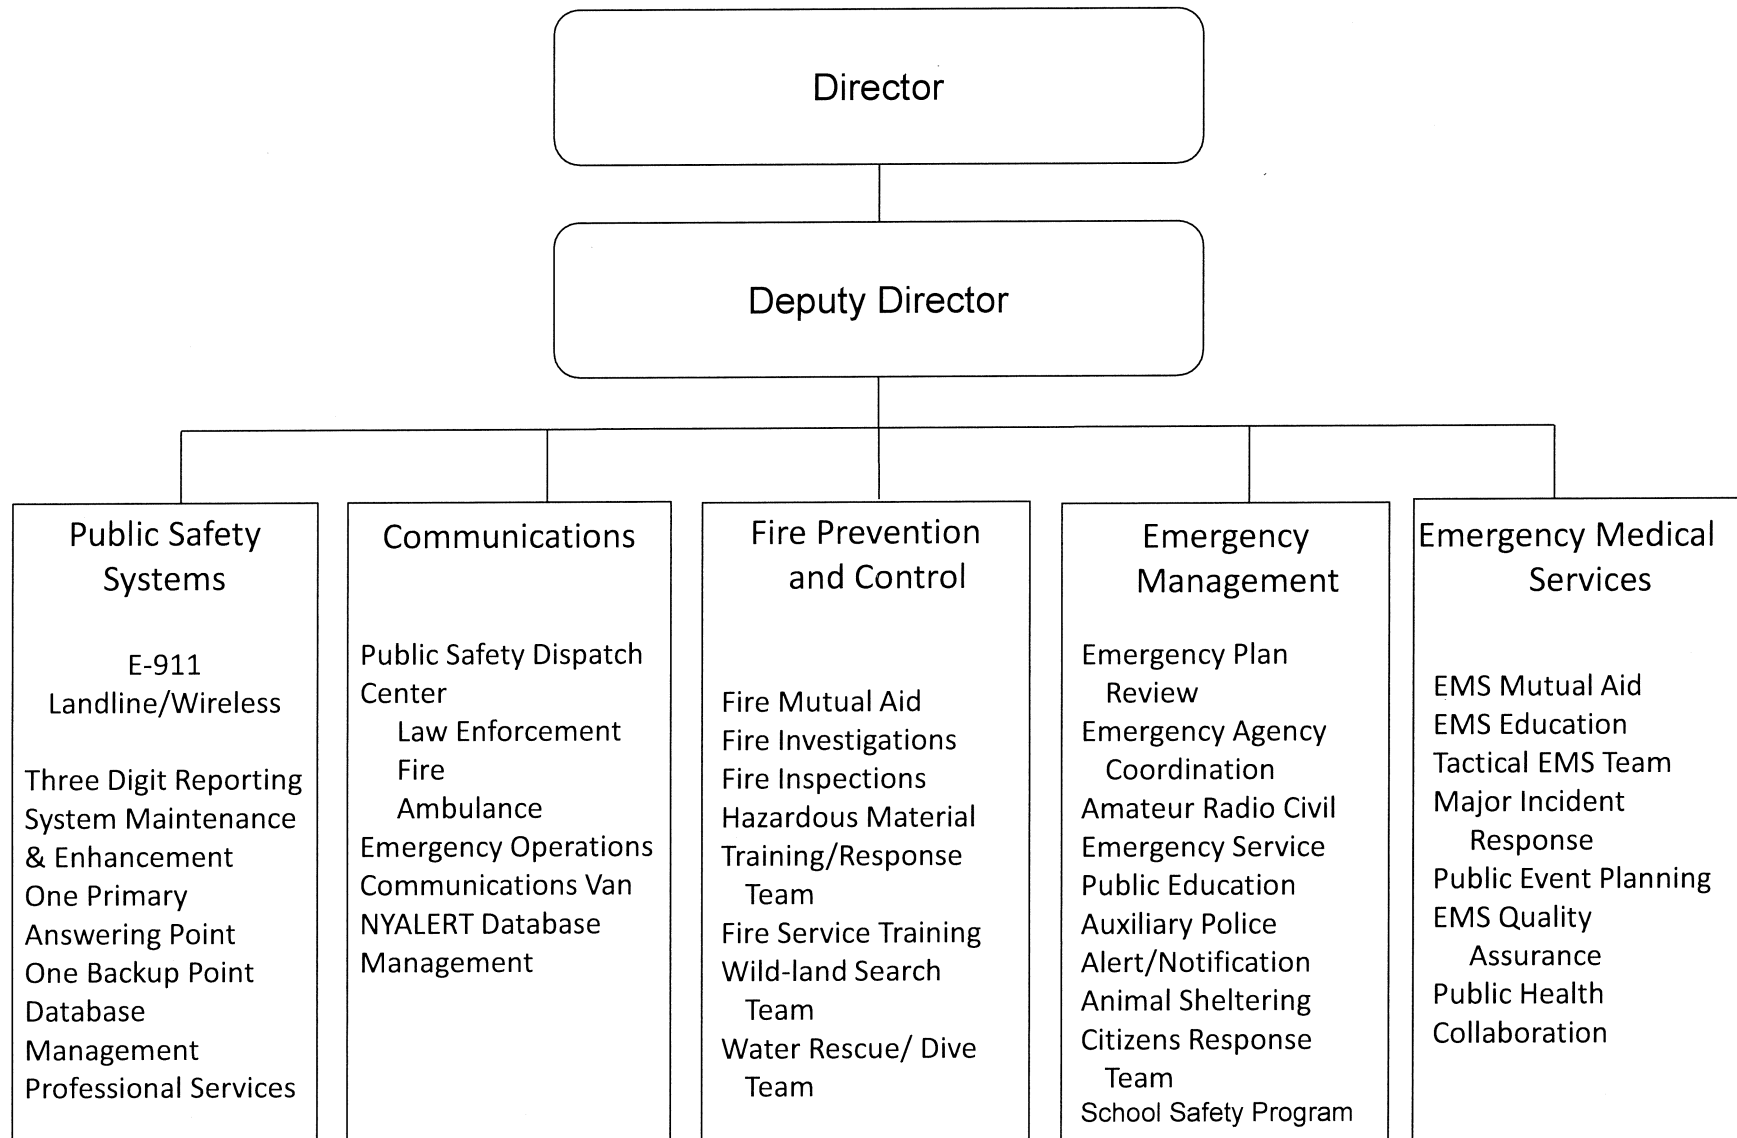 Director
Deputy Director
Public Safety
Systems
E-911
Landline/Wireless
Three Digit Reporting
System Maintenance
& Enhancement
One Primary
Answering Point
One Backup Point
Database
Management
Professional Services
Communications
Public Safety Dispatch
Center
Law Enforcement
Fire
Ambulance
Emergency Operations
Communications Van
NYALERT Database
Management
Fire Prevention
and Control
Fire Mutual Aid
Fire Investigations
Fire Inspections
Hazardous Material
Training/Response
Team
Fire Service Training
Wild-land Search
Team
Water Rescue/ Dive
Team
Emergency
Management
Emergency Plan
Review
Emergency Agency
Coordination
Amateur Radio Civil
Emergency Service
Public Education
Auxiliary Police
Alert/Notification
Animal Sheltering
Citizens Response
Team
School Safety Program
Emergency Medical
Services
EMS Mutual Aid
EMS Education
Tactical EMS Team
Major Incident
Response
Public Event Planning
EMS Quality
Assurance
Public Health
Collaboration